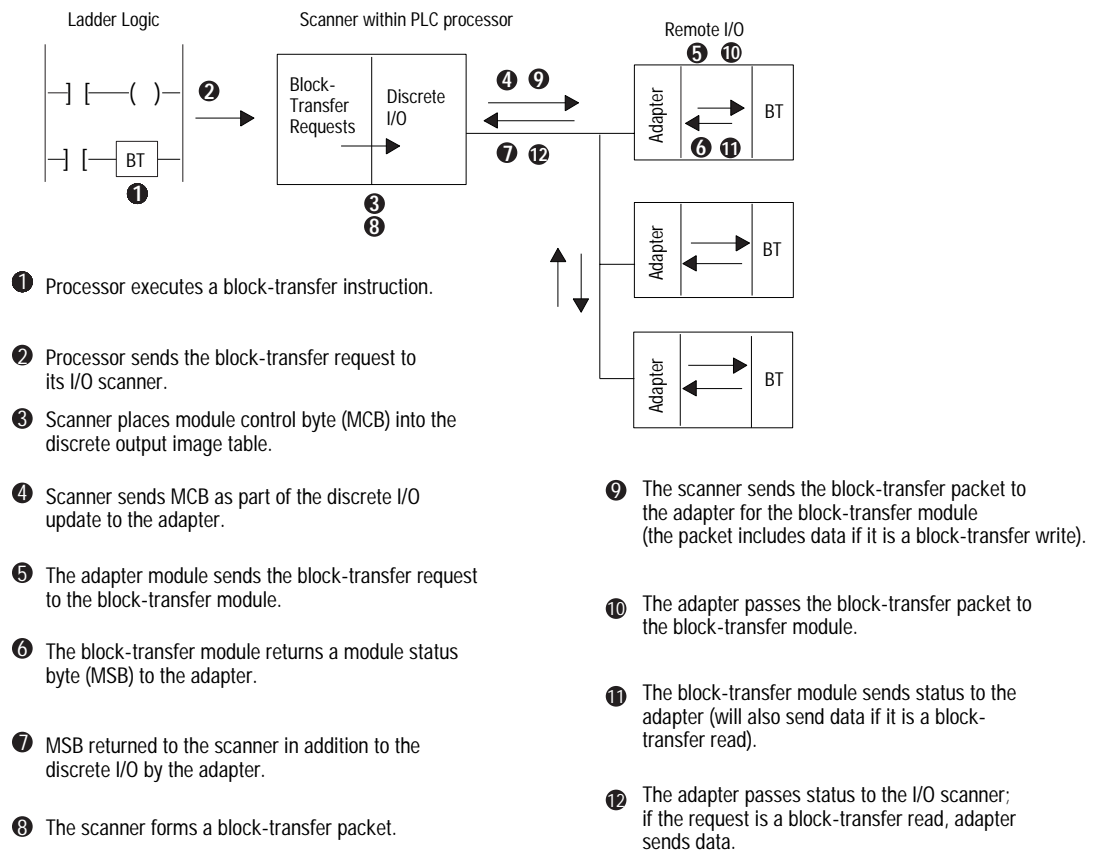 Ladder Logic
Scanner within PLC processor
Remote I/O
❺ ❿
] [ ( )
❷
Block-
Transfer
Requests
Discrete
I/O
❹ ❾
❼ ⓬
Adapter
BT
❻ ⓫
] [ BT
❶
❸
❽
Adapter
BT
Adapter
BT
❶ Processor executes a block-transfer instruction.
❷ Processor sends the block-transfer request to
its I/O scanner.
❸ Scanner places module control byte (MCB) into the
discrete output image table.
❹ Scanner sends MCB as part of the discrete I/O
update to the adapter.
❺ The adapter module sends the block-transfer request
to the block-transfer module.
❻ The block-transfer module returns a module status
byte (MSB) to the adapter.
❼ MSB returned to the scanner in addition to the
discrete I/O by the adapter.
❽ The scanner forms a block-transfer packet.
❾ The scanner sends the block-transfer packet to
the adapter for the block-transfer module
(the packet includes data if it is a block-transfer write).
❿ The adapter passes the block-transfer packet to
the block-transfer module.
⓫ The block-transfer module sends status to the
adapter (will also send data if it is a block-
transfer read).
⓬ The adapter passes status to the I/O scanner;
if the request is a block-transfer read, adapter
sends data.